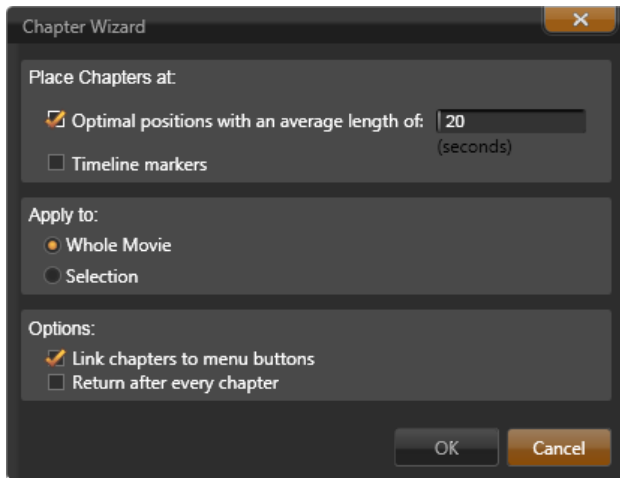 Chapter Wizard
Place Chapters at:
Optimal positions with an average length of: 20
(seconds)
Timeline markers
Apply to:
Whole Movie
Selection
Options:
Link chapters to menu buttons
Return after every chapter
OK Cancel